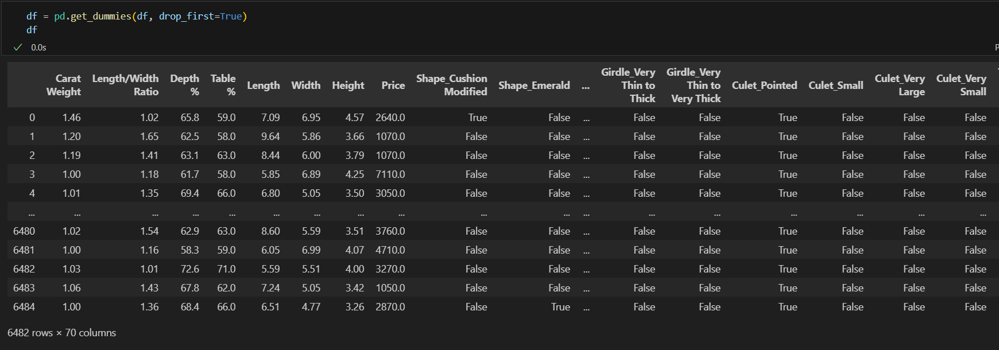 df = pd.get_dummies(df, drop_first=True)
df
0.0s
Carat Weight Length/Width Ratio Depth % Table % Length Width Height Price Shape_Cushion Modified Shape_Emerald ... Girdle_Very Thin to Thick Girdle_Very Thin to Very Thick Culet_Pointed Culet_Small Culet_Very Large Culet_Very Small
0 1.46 1.02 65.8 59.0 7.09 6.95 4.57 2640.0 True False ... False False True False False False
1 1.20 1.65 62.5 58.0 9.64 5.86 3.66 1070.0 False False ... False False True False False False
2 1.19 1.41 63.1 63.0 8.44 6.00 3.79 1070.0 False False ... False False True False False False
3 1.00 1.18 61.7 58.0 5.85 6.89 4.25 7110.0 False False ... False False True False False False
4 1.01 1.35 69.4 66.0 6.80 5.05 3.50 3050.0 False False ... False False True False False False
... ... ... ... ... ... ... ... ... ... ... ... ... ... ... ... ... ...
6480 1.02 1.54 62.9 63.0 8.60 5.59 3.51 3760.0 False False ... False False True False False False
6481 1.00 1.16 58.3 59.0 6.05 6.99 4.07 4710.0 False False ... False False True False False False
6482 1.03 1.01 72.6 71.0 5.59 5.51 4.00 3270.0 False False ... False False True False False False
6483 1.06 1.43 67.8 62.0 7.24 5.05 3.42 1050.0 False False ... False False True False False False
6484 1.00 1.36 68.4 66.0 6.51 4.77 3.26 2870.0 False True ... False False True False False False
6482 rows × 70 columns